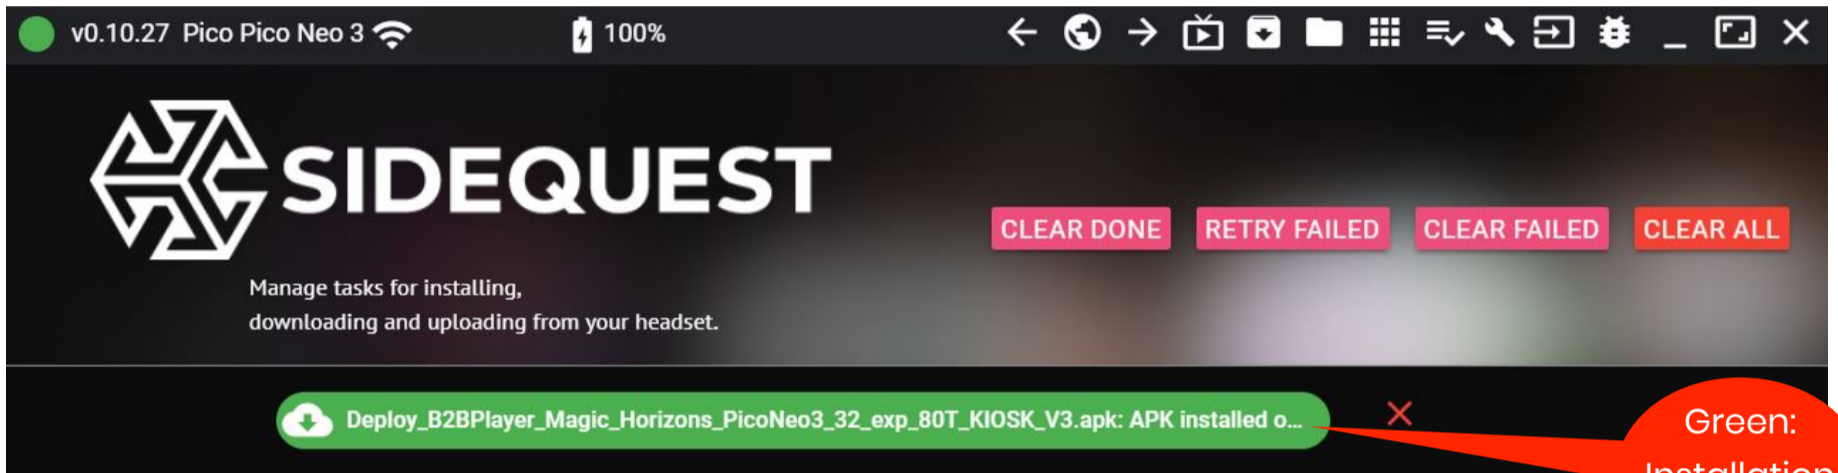 v0.10.27 Pico Pico Neo 3 100%
SIDEQUEST
CLEAR DONE RETRY FAILED CLEAR FAILED CLEAR ALL
Manage tasks for installing,
downloading and uploading from your headset.
Deploy_B2BPlayer_Magic_Horizons_PicoNeo3_32_exp_80T_KIOSK_V3.apk: APK installed o...
Green:
Installation